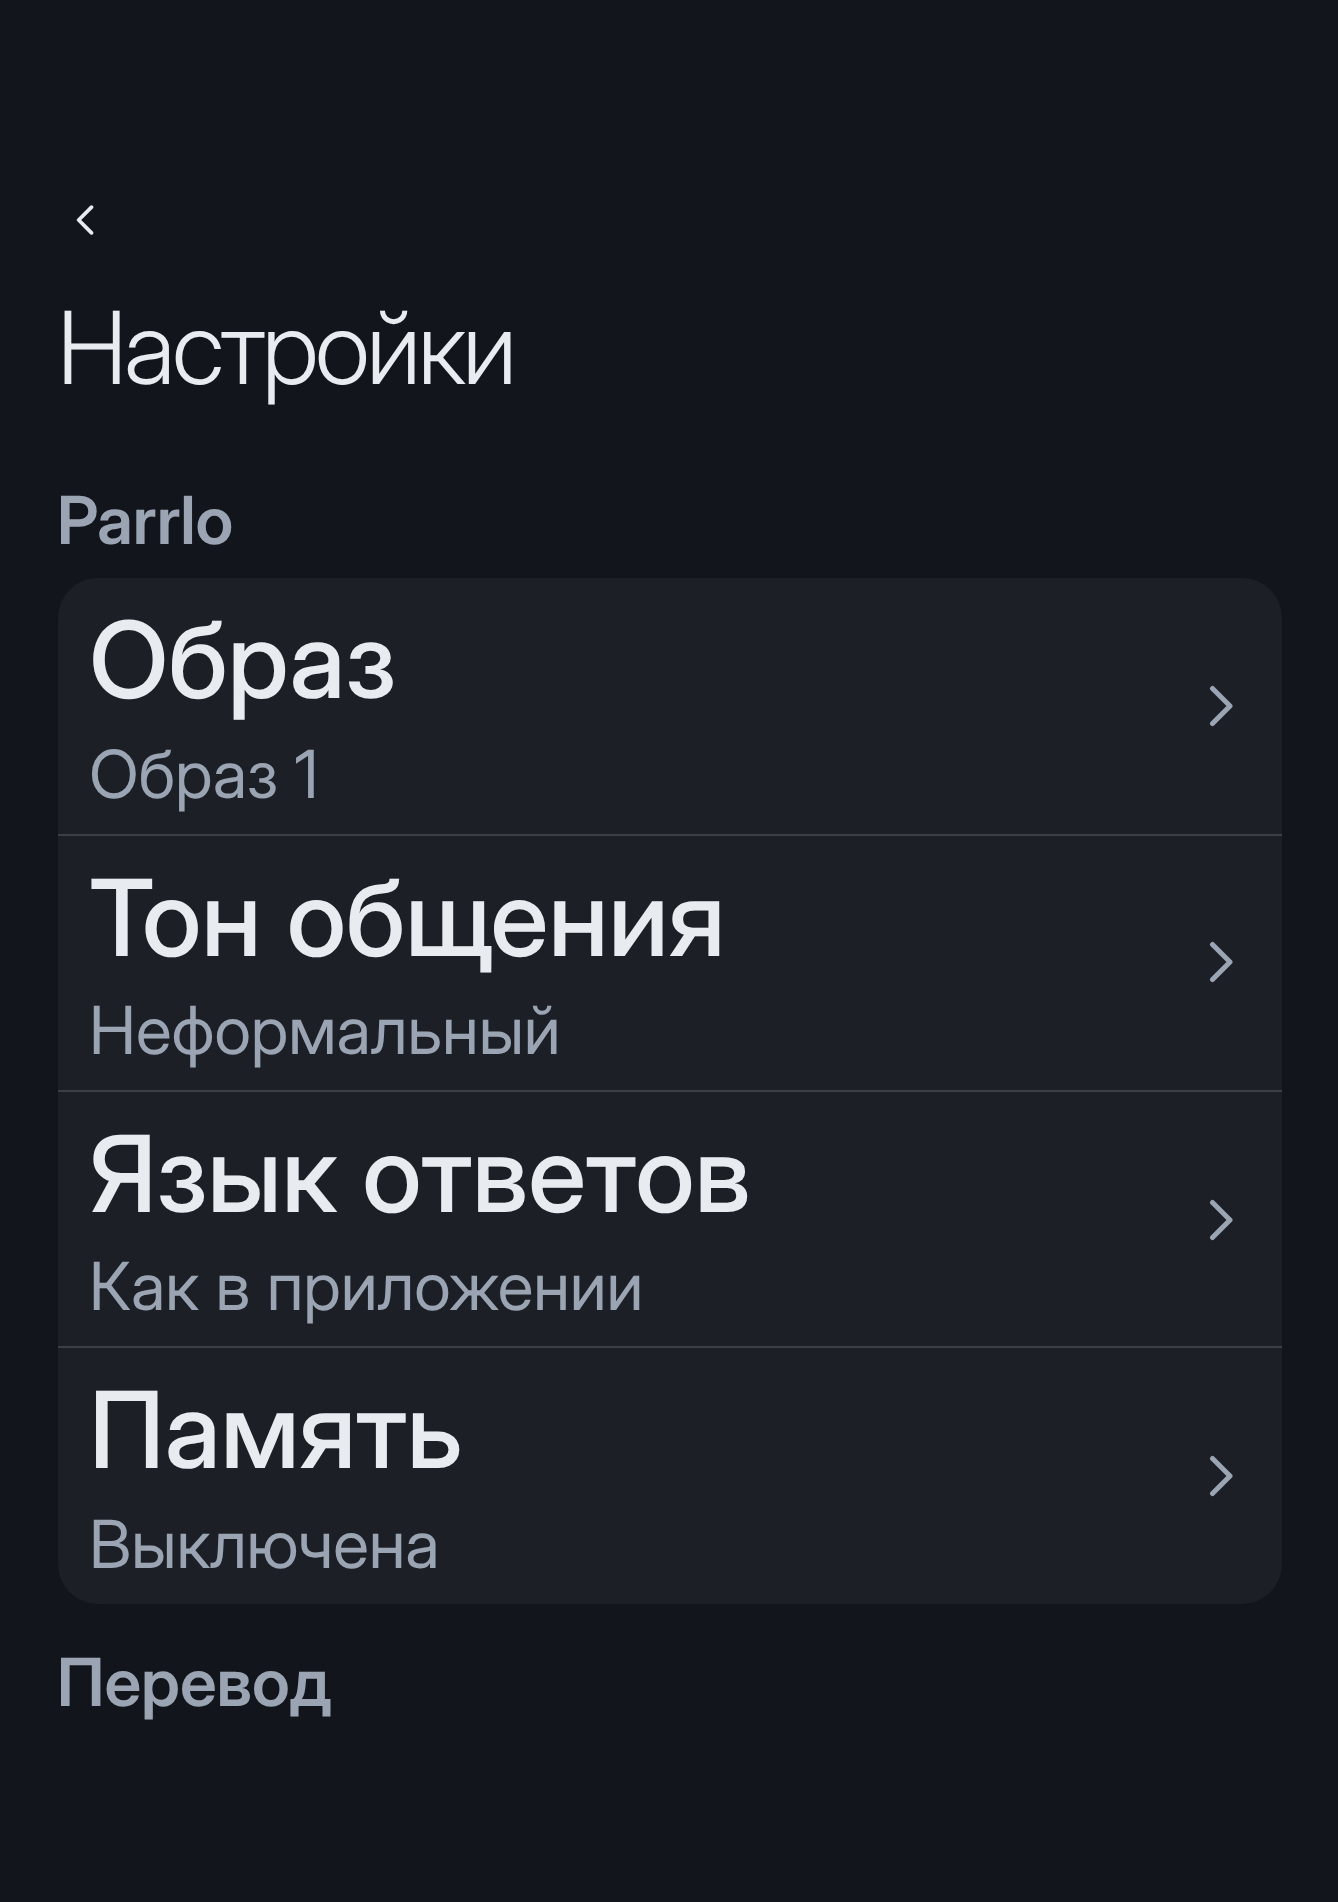 Настройки
Parrlo
Образ
Образ 1
Тон общения
Неформальный
Язык ответов
Как в приложении
Память
Выключена
Перевод